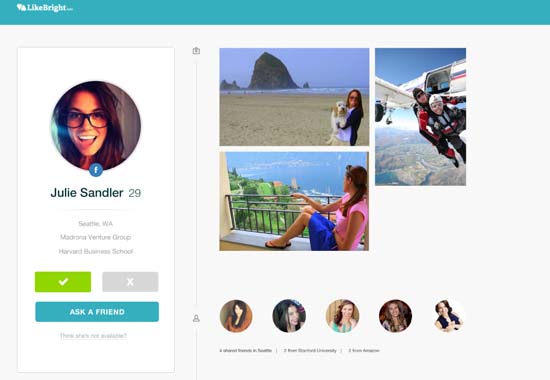 LikeBright
Julie Sandler 29
Seattle, WA
Madrona Venture Group
Harvard Business School
X
ASK A FRIEND
Think she's not available?
4 shared friends in Seattle | 2 from Stanford University | 2 from Amazon